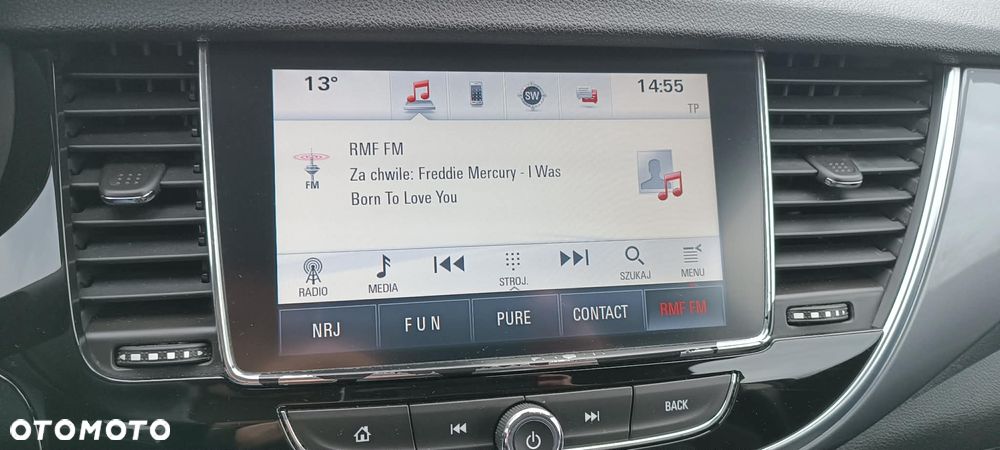 13°
14:55
SW
TP
RMF FM
Za chwile: Freddie Mercury - I Was
Born To Love You
FM
RADIO
MEDIA
STROJ.
SZUKAJ
MENU
NRJ
FUN
PURE
CONTACT
RMF FM
BACK
OTOMOTO